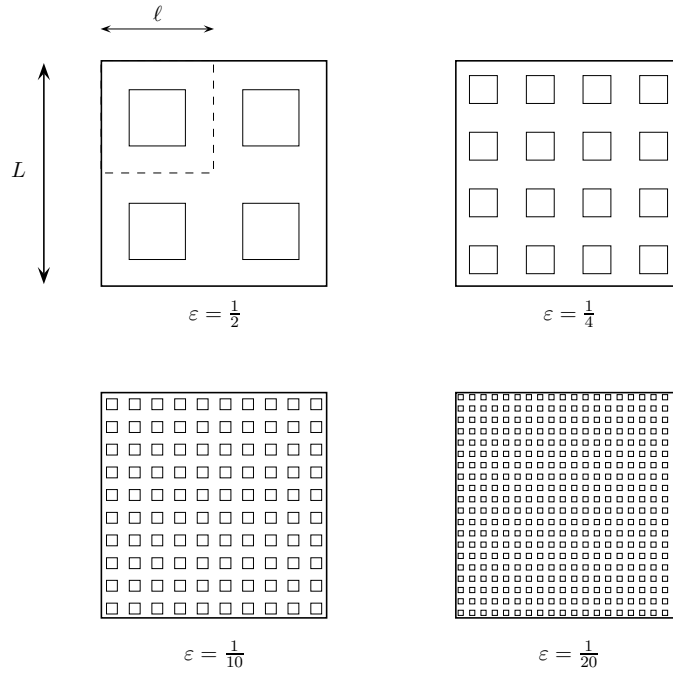 ℓ
L
ε = 1/2
ε = 1/4
ε = 1/10
ε = 1/20